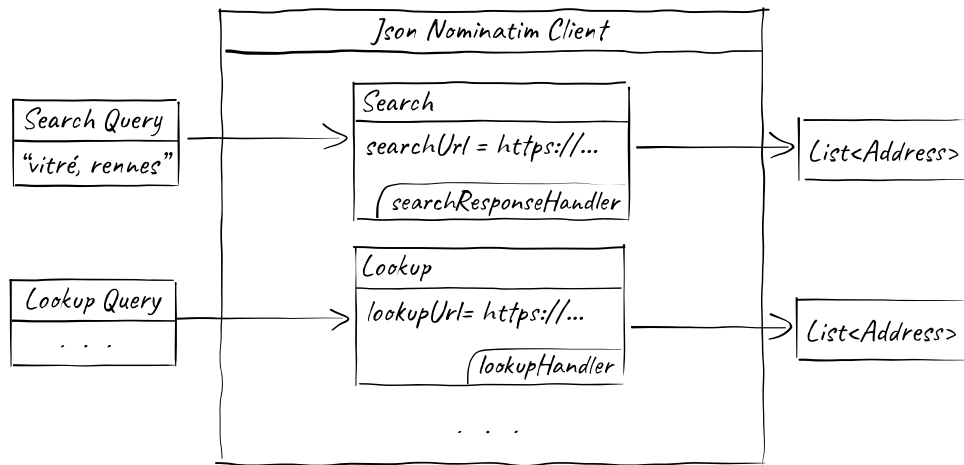 Json Nominatim Client
Search Query
"vitré, rennes"
Search
searchUrl = https://...
searchResponseHandler
List<Address>
Lookup Query
. . .
Lookup
lookupUrl= https://...
lookupHandler
List<Address>
. . .